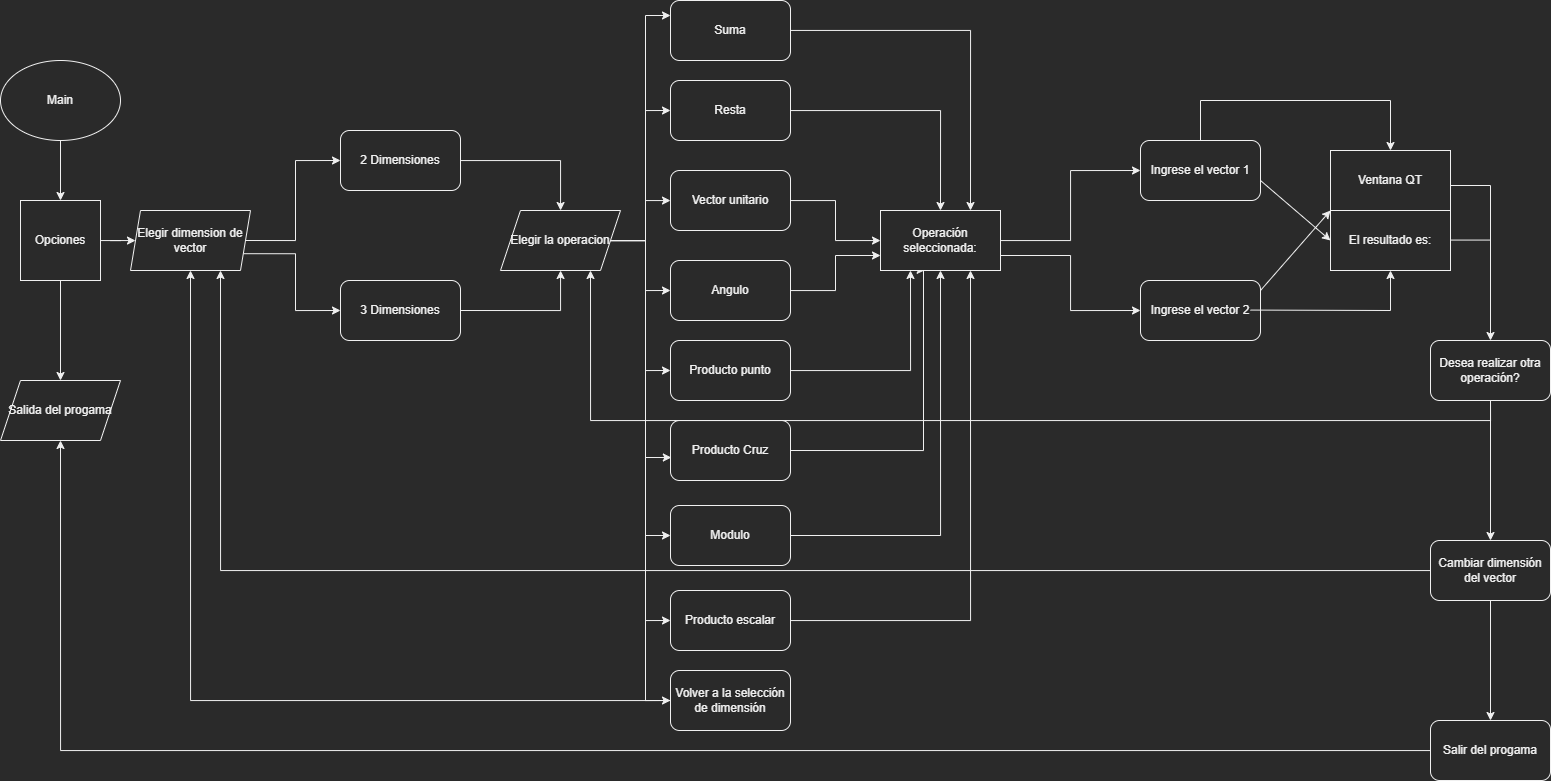 Main
Opciones
Salida del progama
Elegir dimension de
vector
2 Dimensiones
3 Dimensiones
Elegir la operacion
Suma
Resta
Vector unitario
Angulo
Producto punto
Producto Cruz
Modulo
Producto escalar
Volver a la selección
de dimensión
Operación
seleccionada:
Ingrese el vector 1
Ingrese el vector 2
Ventana QT
El resultado es:
Desea realizar otra
operación?
Cambiar dimensión
del vector
Salir del progama